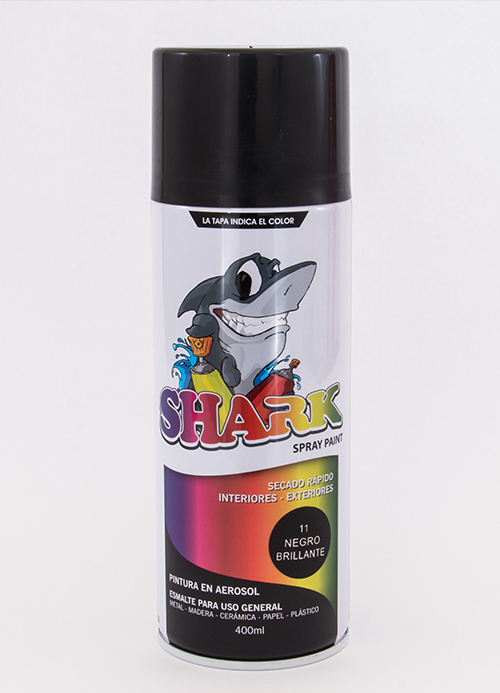 LA TAPA INDICA EL COLOR
SHARK
SPRAY PAINT
SECADO RÁPIDO
INTERIORES - EXTERIORES
11
NEGRO
BRILLANTE
PINTURA EN AEROSOL
ESMALTE PARA USO GENERAL
METAL - MADERA - CERÁMICA - PAPEL - PLÁSTICO
400ml